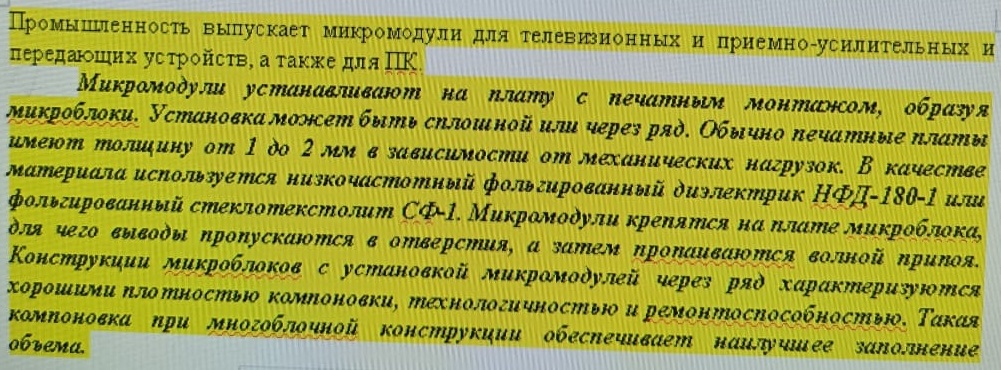 Промышленность выпускает микромодули для телевизионных и приемно-усилительных и
передающих устройств, а также для ПК.
Микромодули устанавливают на плату с печатным монтажом, образуя
микроблоки. Установка может быть сплошной или через ряд. Обычно печатные платы
имеют толщину от 1 до 2 мм в зависимости от механических нагрузок. В качестве
материала используется низкочастотный фольгированный диэлектрик НФД-180-1 или
фольгированный стеклотекстолит СФ-1. Микромодули крепятся на плате микроблока,
для чего выводы пропускаются в отверстия, а затем пропаиваются волной припоя.
Конструкции микроблоков с установкой микромодулей через ряд характеризуются
хорошими плотностью компоновки, технологичностью и ремонтоспособностью. Такая
компоновка при многоблочной конструкции обеспечивает наилучшее заполнение
объема.